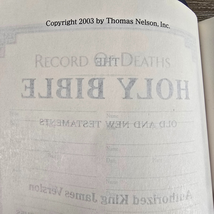 Copyright 2003 by Thomas Nelson, Inc.
THE
RECORD OF DEATHS
HOLY BIBLE
OLD AND NEW TESTAMENTS
Authorized King James Version